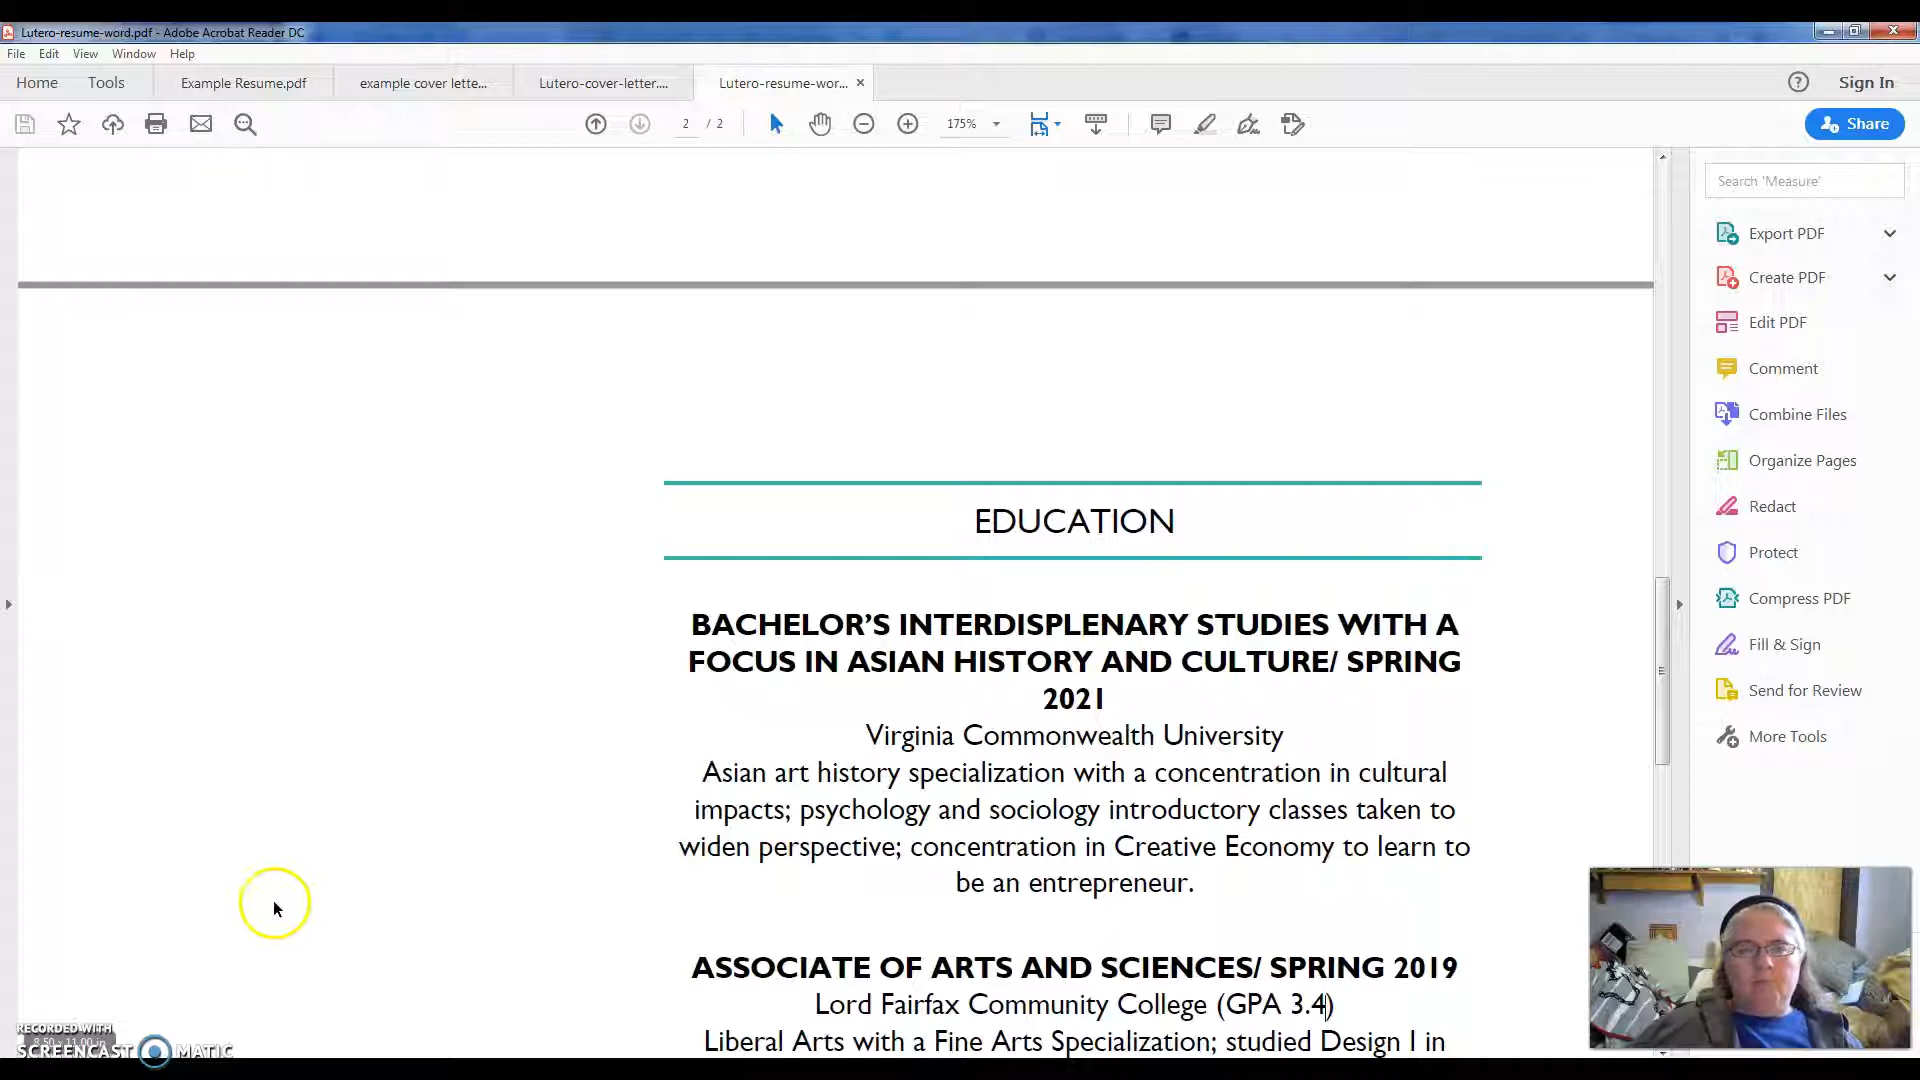 Lutero-resume-word.pdf - Adobe Acrobat Reader DC
File Edit View Window Help
Home Tools Example Resume.pdf example cover lette... Lutero-cover-letter.... Lutero-resume-wor... × Sign In
2 / 2 175% Share
Search 'Measure'
Export PDF
Create PDF
Edit PDF
Comment
Combine Files
Organize Pages
Redact
Protect
Compress PDF
Fill & Sign
Send for Review
More Tools
EDUCATION
BACHELOR'S INTERDISPLENARY STUDIES WITH A
FOCUS IN ASIAN HISTORY AND CULTURE/ SPRING
2021
Virginia Commonwealth University
Asian art history specialization with a concentration in cultural
impacts; psychology and sociology introductory classes taken to
widen perspective; concentration in Creative Economy to learn to
be an entrepreneur.
ASSOCIATE OF ARTS AND SCIENCES/ SPRING 2019
Lord Fairfax Community College (GPA 3.4)
Liberal Arts with a Fine Arts Specialization; studied Design I in
RECORDED WITH
8.50 x 11.00 in
SCREENCAST MATIC